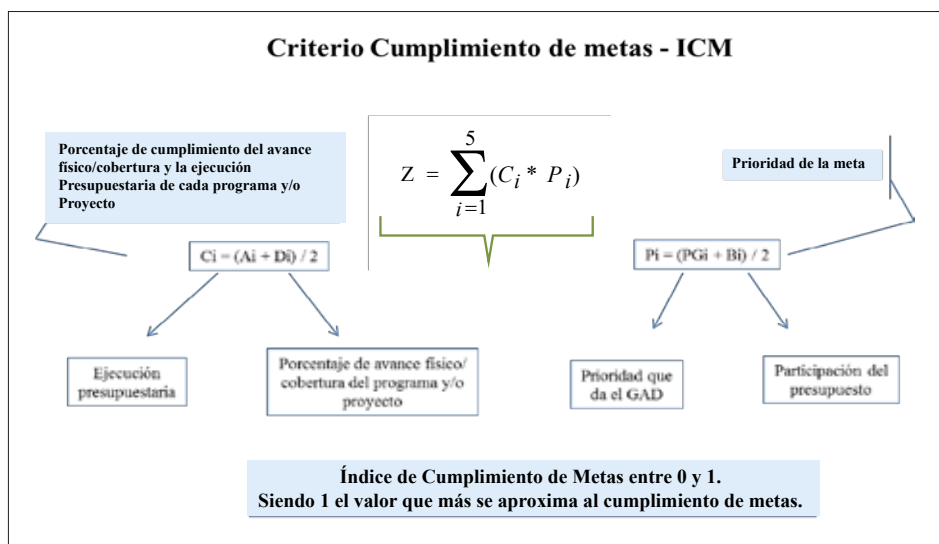 Criterio Cumplimiento de metas - ICM
Porcentaje de cumplimiento del avance
físico/cobertura y la ejecución
Presupuestaria de cada programa y/o
Proyecto
Z = 5∑i=1 (Ci * Pi)
Prioridad de la meta
Ci = (Ai + Di) / 2
Pi = (PGi + Bi) / 2
Ejecución
presupuestaria
Porcentaje de avance físico/
cobertura del programa y/o
proyecto
Prioridad que
da el GAD
Participación del
presupuesto
Índice de Cumplimiento de Metas entre 0 y 1.
Siendo 1 el valor que más se aproxima al cumplimiento de metas.